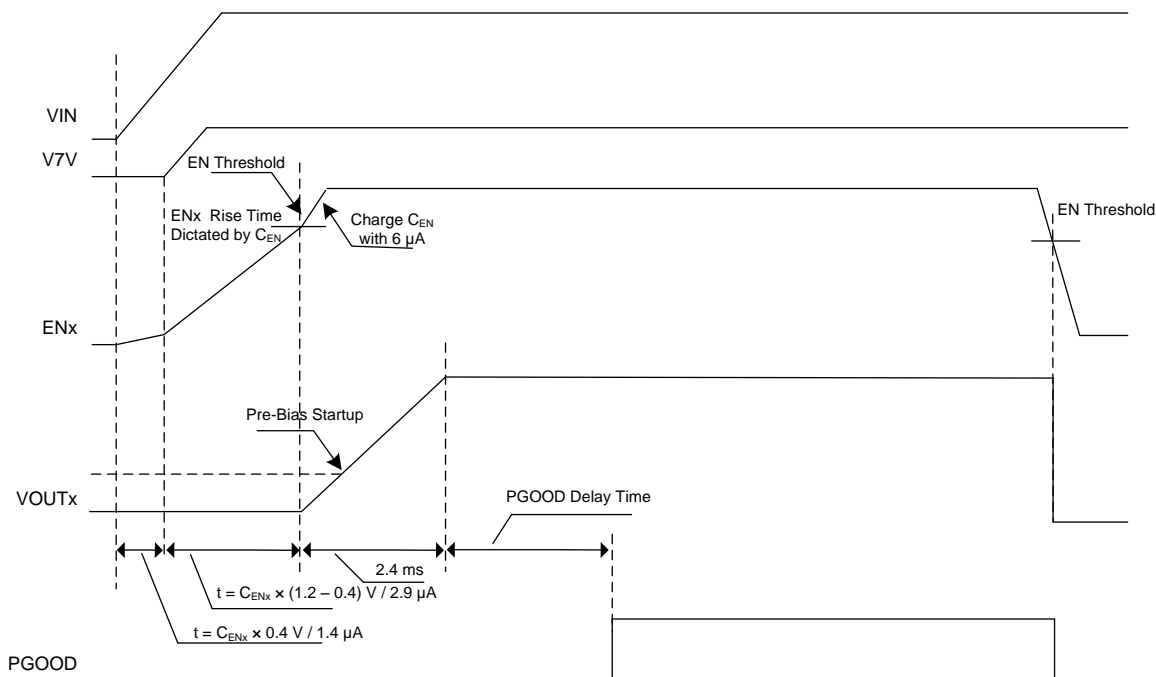 VIN
V7V
EN Threshold
ENx Rise Time
Dictated by CEN
Charge CEN
with 6 µA
EN Threshold
ENx
Pre-Bias Startup
VOUTx
PGOOD Delay Time
2.4 ms
t = CENx × (1.2 – 0.4) V / 2.9 µA
t = CENx × 0.4 V / 1.4 µA
PGOOD